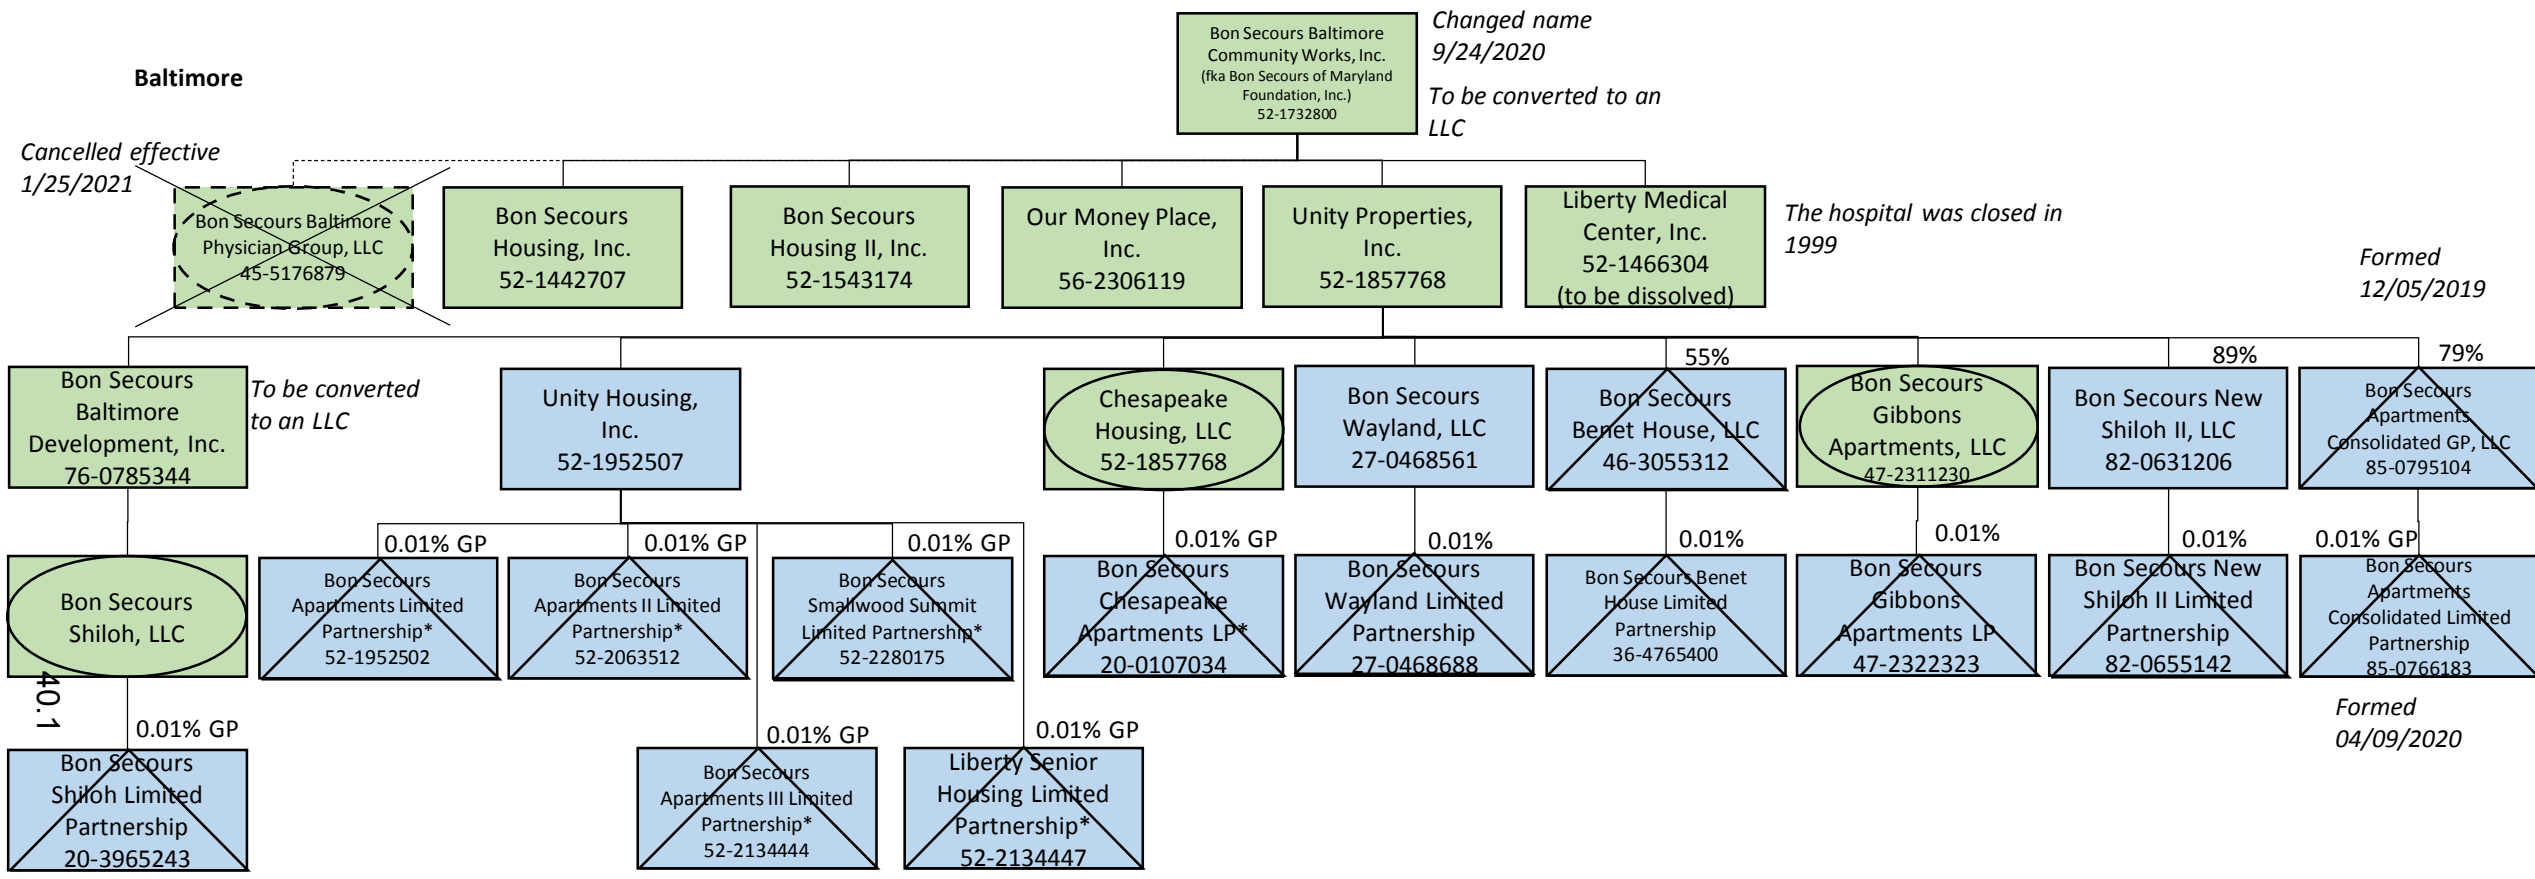 Baltimore
Bon Secours Baltimore
Community Works, Inc.
(fka Bon Secours of Maryland
Foundation, Inc.)
52-1732800
Changed name
9/24/2020
To be converted to an
LLC
Cancelled effective
1/25/2021
Bon Secours Baltimore
Physician Group, LLC
45-5176879
Bon Secours
Housing, Inc.
52-1442707
Bon Secours
Housing II, Inc.
52-1543174
Our Money Place,
Inc.
56-2306119
Unity Properties,
Inc.
52-1857768
Liberty Medical
Center, Inc.
52-1466304
(to be dissolved)
The hospital was closed in
1999
Formed
12/05/2019
Bon Secours
Baltimore
Development, Inc.
76-0785344
To be converted
to an LLC
Unity Housing,
Inc.
52-1952507
Chesapeake
Housing, LLC
52-1857768
Bon Secours
Wayland, LLC
27-0468561
55%
Bon Secours
Benet House, LLC
46-3055312
Bon Secours
Gibbons
Apartments, LLC
47-2311230
89%
Bon Secours New
Shiloh II, LLC
82-0631206
79%
Bon Secours
Apartments
Consolidated GP, LLC
85-0795104
Bon Secours
Shiloh, LLC
0.01% GP
Bon Secours
Apartments Limited
Partnership*
52-1952502
0.01% GP
Bon Secours
Apartments II Limited
Partnership*
52-2063512
0.01% GP
Bon Secours
Smallwood Summit
Limited Partnership*
52-2280175
0.01% GP
Bon Secours
Chesapeake
Apartments LP*
20-0107034
0.01%
Bon Secours
Wayland Limited
Partnership
27-0468688
0.01%
Bon Secours Benet
House Limited
Partnership
36-4765400
0.01%
Bon Secours
Gibbons
Apartments LP
47-2322323
0.01%
Bon Secours New
Shiloh II Limited
Partnership
82-0655142
0.01% GP
Bon Secours
Apartments
Consolidated Limited
Partnership
85-0766183
Formed
04/09/2020
40.1
0.01% GP
Bon Secours
Shiloh Limited
Partnership
20-3965243
0.01% GP
Bon Secours
Apartments III Limited
Partnership*
52-2134444
0.01% GP
Liberty Senior
Housing Limited
Partnership*
52-2134447